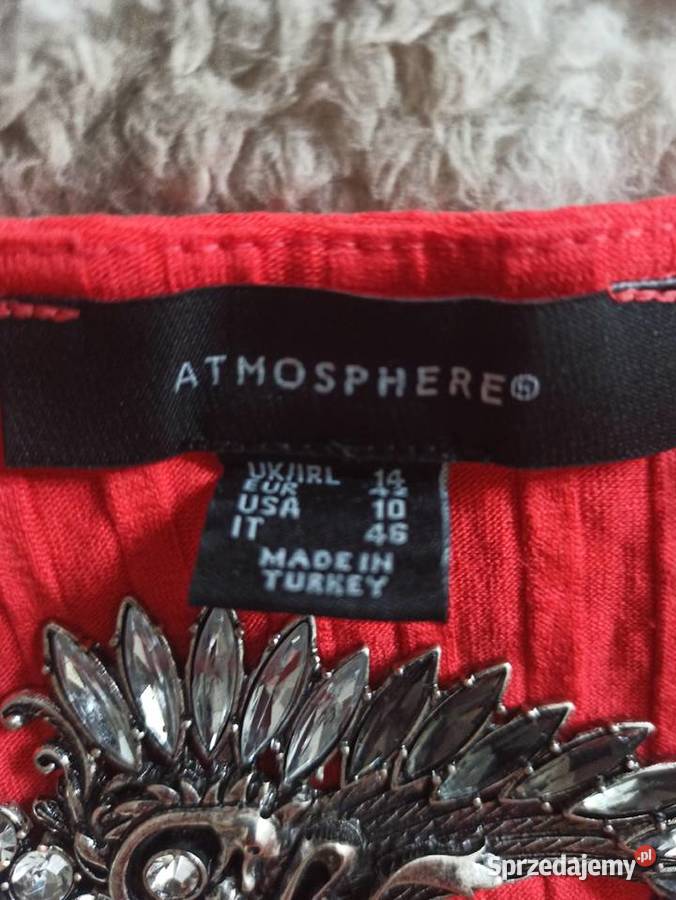 ATMOSPHERE®
UK/IRL 14
EUR 42
USA 10
IT 46
MADE IN
TURKEY
Sprzedajemy.pl